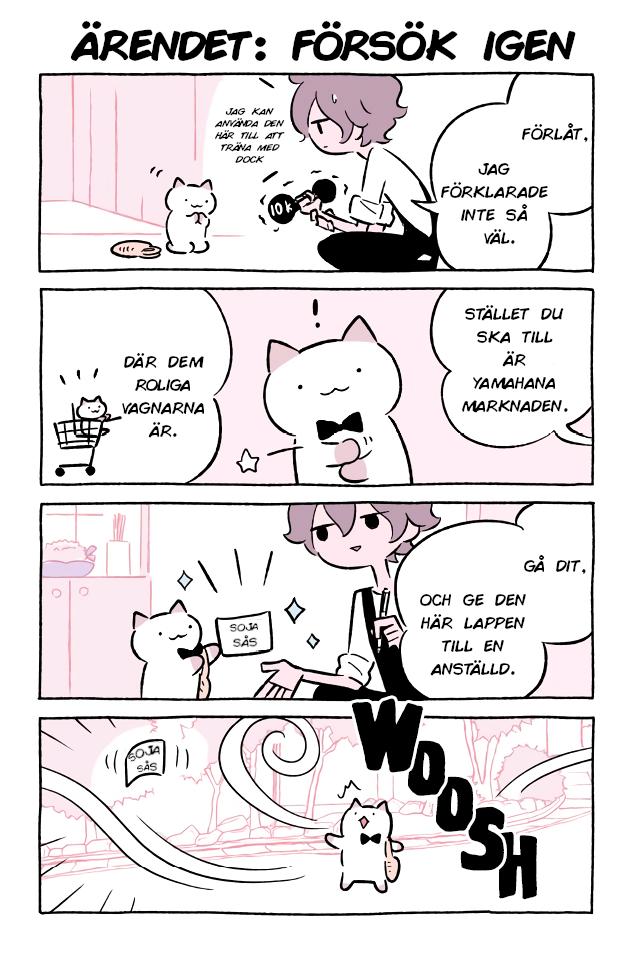 ÄRENDET: FÖRSÖK IGEN
JAG KAN
ANVÄNDA DEN
HÄR TILL ATT
TRÄNA MED
DOCK
10K
FÖRLÅT,
JAG
FÖRKLARADE
INTE SÅ
VÄL.
!
STÄLLET DU
SKA TILL
ÄR
YAMAHANA
MARKNADEN.
DÄR DEM
ROLIGA
VAGNARNA
ÄR.
GÅ DIT,
OCH GE DEN
HÄR LAPPEN
TILL EN
ANSTÄLLD.
SOJA
SÅS
SOJA
SÅS
WOOSH